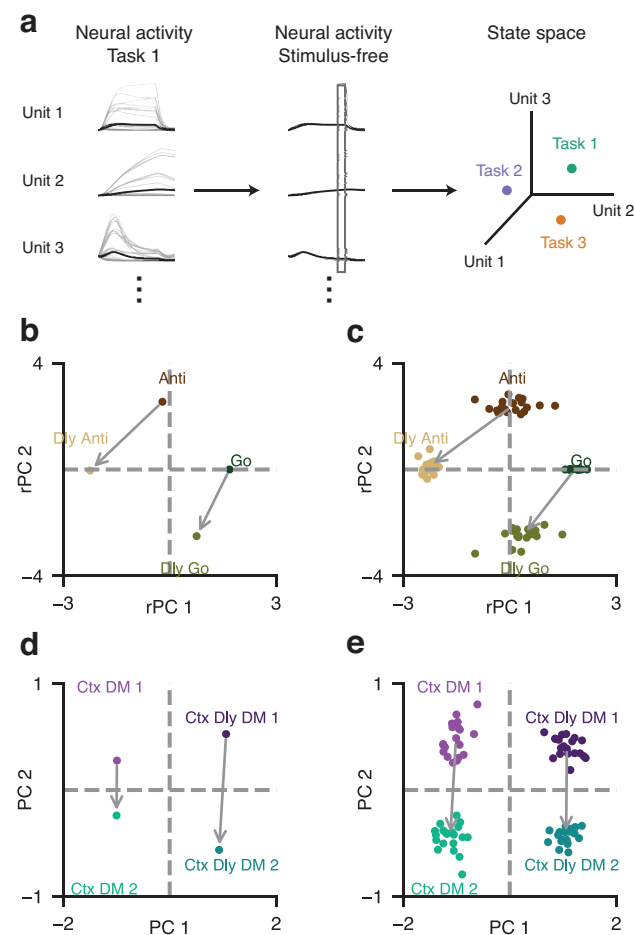 a
Neural activity
Task 1
Neural activity
Stimulus-free
State space
Unit 1
Unit 2
Unit 3
Unit 3
Task 1
Task 2
Unit 2
Task 3
Unit 1
b
4
rPC 2
−4
−3
rPC 1
3
Anti
Dly Anti
Go
Dly Go
c
4
rPC 2
−4
−3
rPC 1
3
Anti
Dly Anti
Go
Dly Go
d
1
PC 2
−1
−2
PC 1
2
Ctx DM 1
Ctx Dly DM 1
Ctx Dly DM 2
Ctx DM 2
e
1
PC 2
−1
−2
PC 1
2
Ctx DM 1
Ctx Dly DM 1
Ctx Dly DM 2
Ctx DM 2